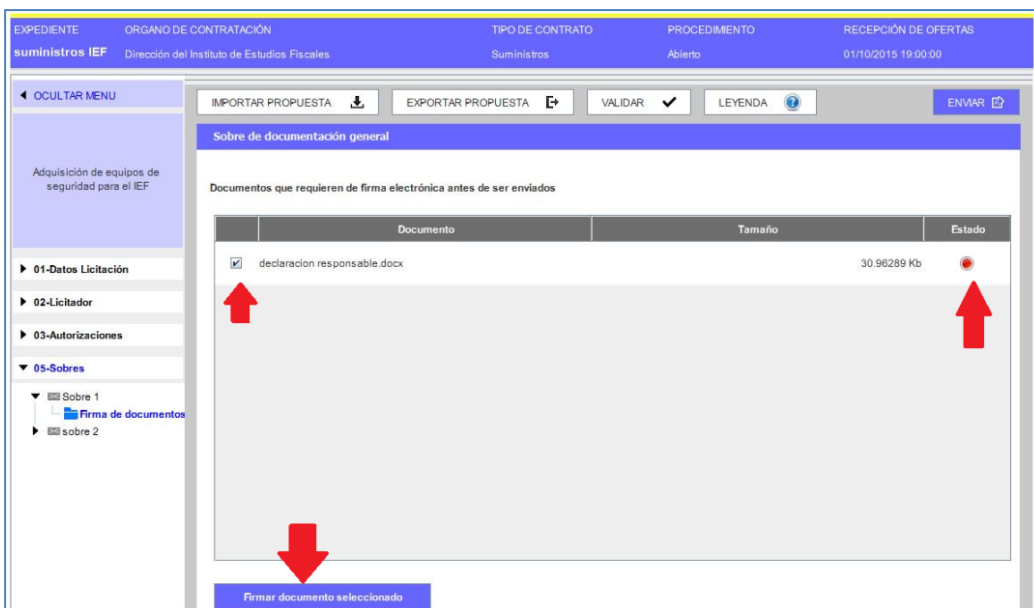 EXPEDIENTE ORGANO DE CONTRATACIÓN TIPO DE CONTRATO PROCEDIMIENTO RECEPCIÓN DE OFERTAS
suministros IEF Dirección del Instituto de Estudios Fiscales Suministros Abierto 01/10/2015 19:00:00
OCULTAR MENU
IMPORTAR PROPUESTA EXPORTAR PROPUESTA VALIDAR LEYENDA ENVIAR
Sobre de documentación general
Adquisición de equipos de
seguridad para el IEF
Documentos que requieren de firma electrónica antes de ser enviados
Documento Tamaño Estado
declaracion responsable.docx 30.96289 Kb
01-Datos Licitación
02-Licitador
03-Autorizaciones
05-Sobres
Sobre 1
Firma de documentos
sobre 2
Firmar documento seleccionado